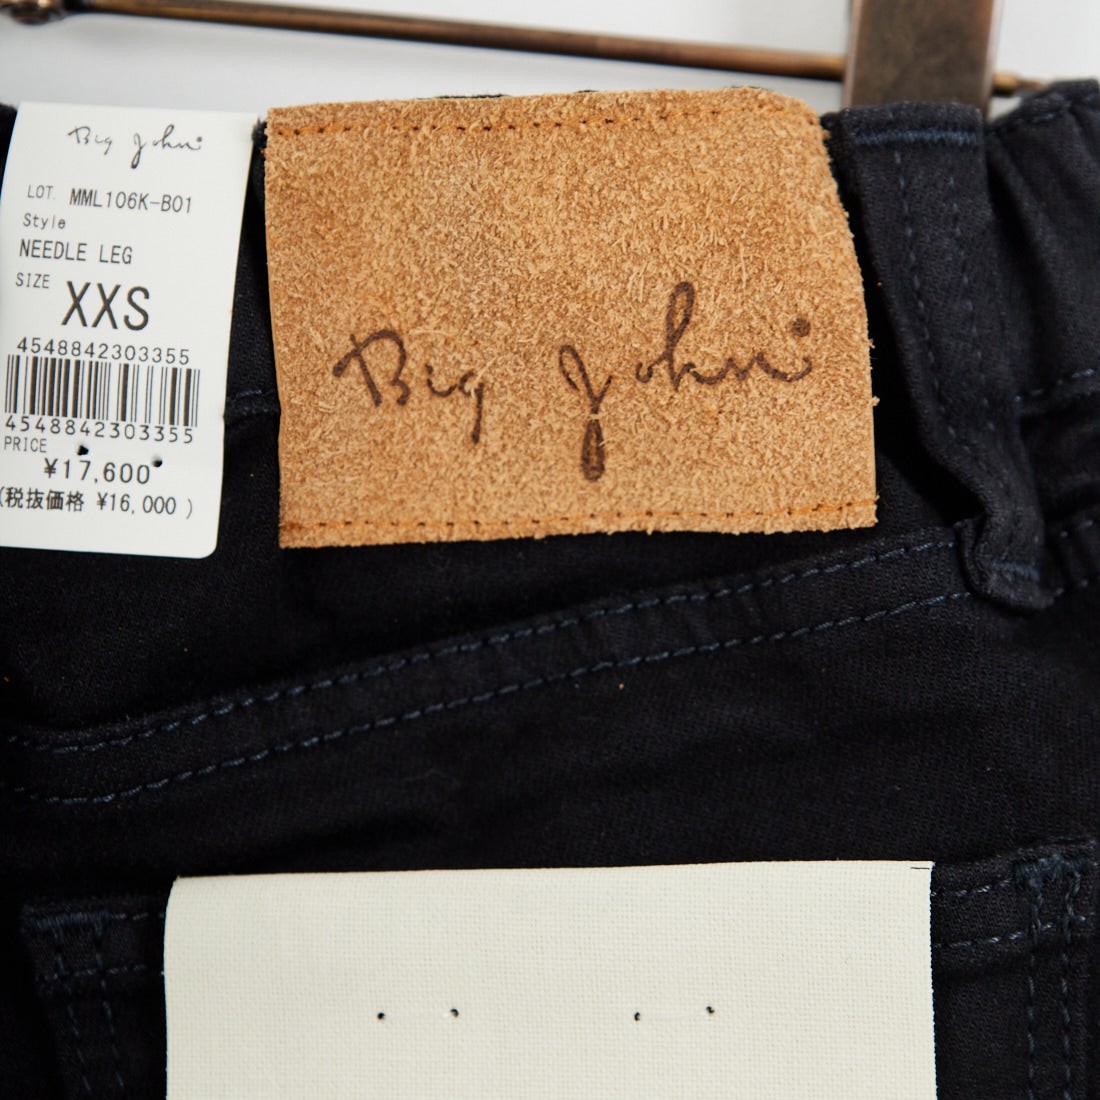 Big John
LOT. MML106K-B01
Style
NEEDLE LEG
SIZE XXS
4548842303355
4548842303355
PRICE
¥17,600
(税抜価格 ¥16,000 )
Big John